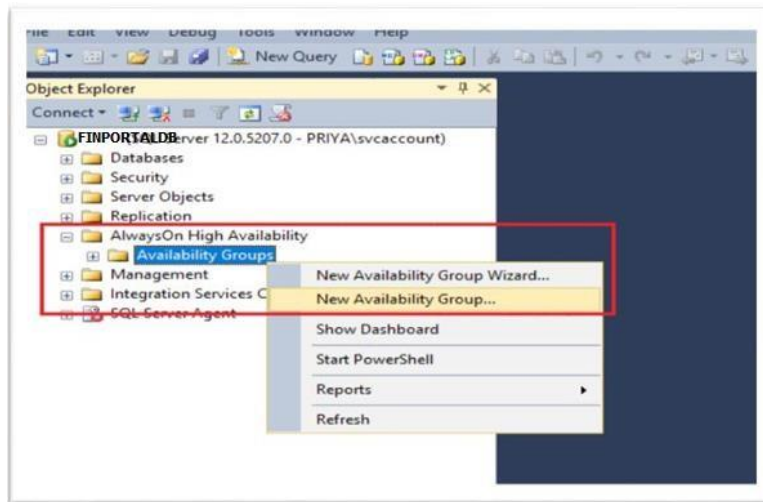 File Edit View Debug Tools Window Help
New Query
Object Explorer
Connect
FINPORTALDB erver 12.0.5207.0 - PRIYA\svcaccount)
Databases
Security
Server Objects
Replication
AlwaysOn High Availability
Availability Groups
Management
Integration Services C
SQL Server Agent
New Availability Group Wizard...
New Availability Group...
Show Dashboard
Start PowerShell
Reports
Refresh